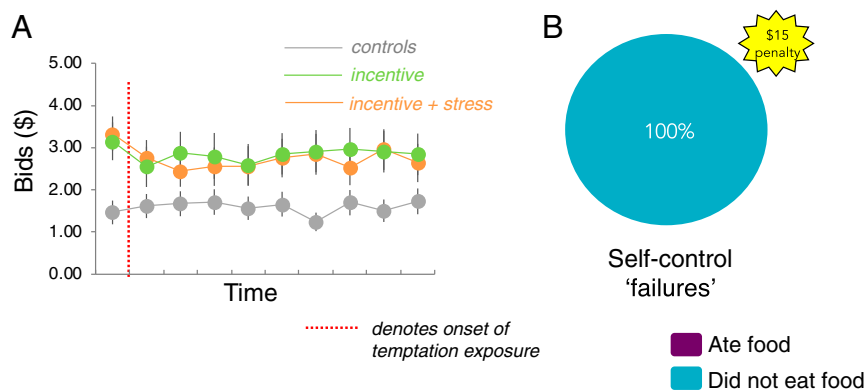 A
controls
incentive
incentive + stress
Bids ($)
5.00
4.00
3.00
2.00
1.00
0.00
Time
denotes onset of
temptation exposure
B
$15
penalty
100%
Self-control
‘failures’
Ate food
Did not eat food